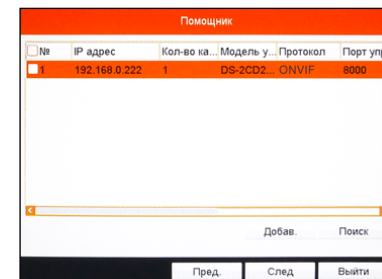 Помощник
№ IP адрес Кол-во ка... Модель у... Протокол Порт упр
1 192.168.0.222 1 DS-2CD2... ONVIF 8000
Добав. Поиск
Пред. След Выйти